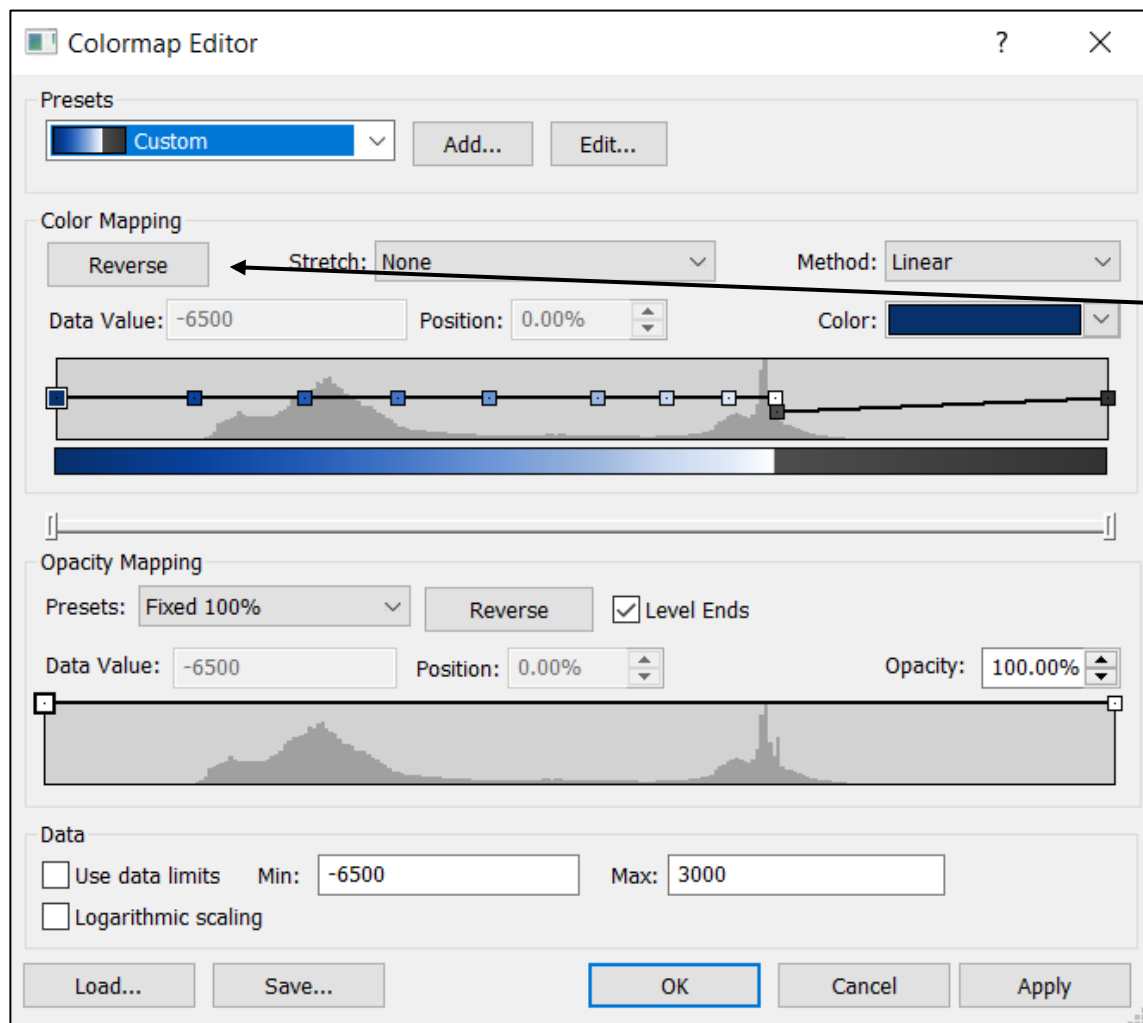 Colormap Editor
?
Presets
Custom
Add...
Edit...
Color Mapping
Reverse
Stretch: None
Method: Linear
Data Value: -6500
Position: 0.00%
Color:
Opacity Mapping
Presets: Fixed 100%
Reverse
Level Ends
Data Value: -6500
Position: 0.00%
Opacity: 100.00%
Data
Use data limits
Min: -6500
Max: 3000
Logarithmic scaling
Load...
Save...
OK
Cancel
Apply